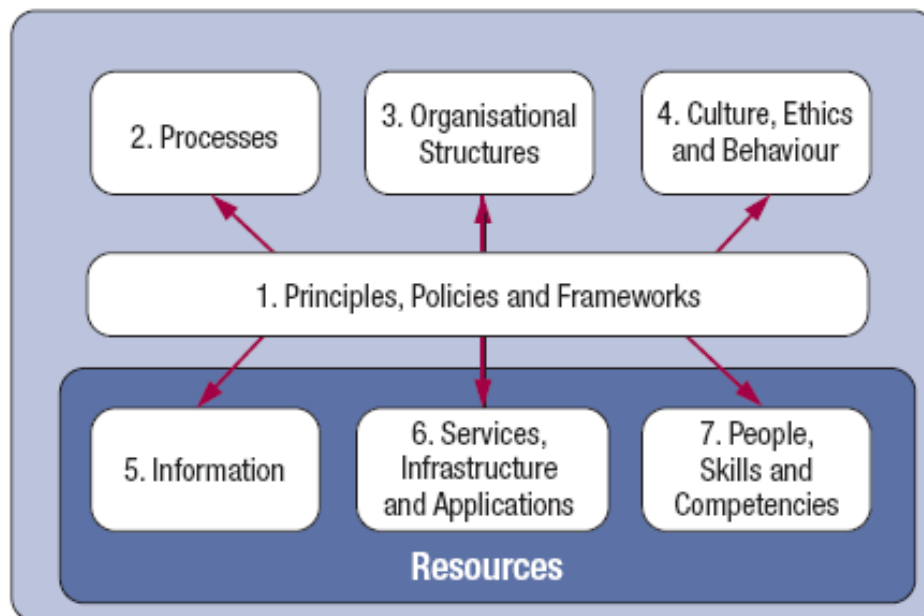 2. Processes
3. Organisational
Structures
4. Culture, Ethics
and Behaviour
1. Principles, Policies and Frameworks
5. Information
6. Services,
Infrastructure
and Applications
7. People,
Skills and
Competencies
Resources